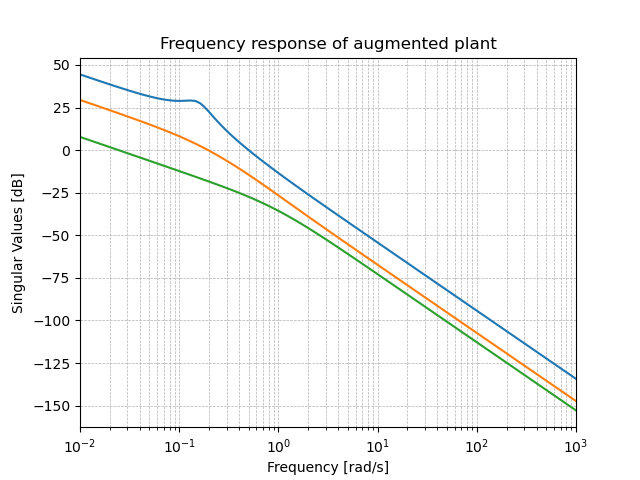 Frequency response of augmented plant
Singular Values [dB]
50
25
0
−25
−50
−75
−100
−125
−150
10⁻² 10⁻¹ 10⁰ 10¹ 10² 10³
Frequency [rad/s]